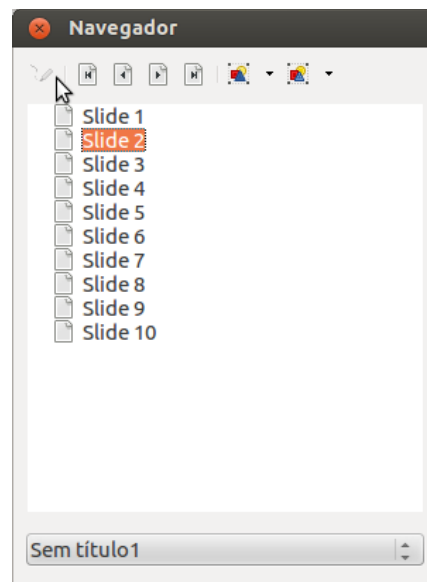 Navegador
Slide 1
Slide 2
Slide 3
Slide 4
Slide 5
Slide 6
Slide 7
Slide 8
Slide 9
Slide 10
Sem título1